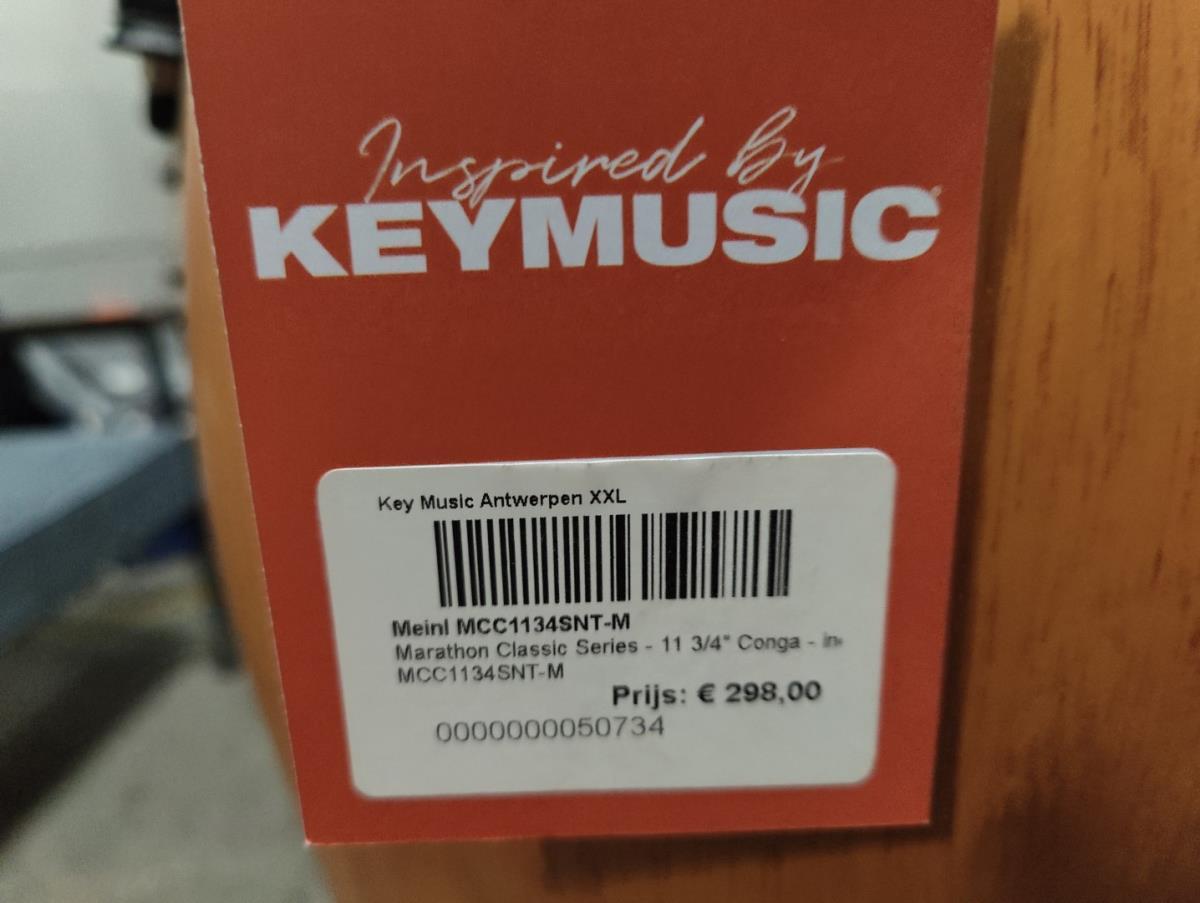 Inspired By
KEYMUSIC
Key Music Antwerpen XXL
Meinl MCC1134SNT-M
Marathon Classic Series - 11 3/4" Conga - in
MCC1134SNT-M
Prijs: € 298,00
0000000050734